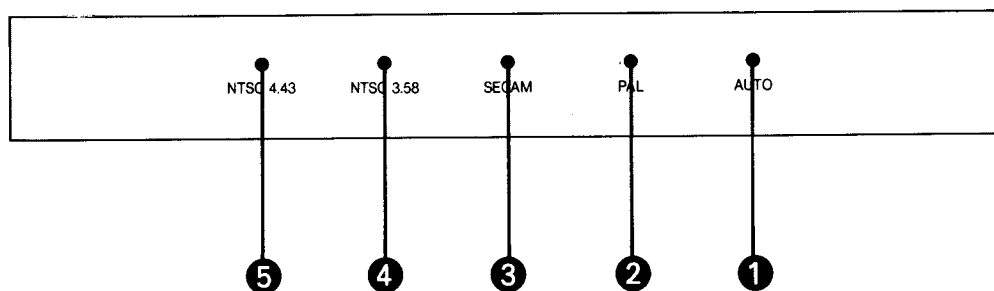 NTSC 4.43 NTSC 3.58 SECAM PAL AUTO
5 4 3 2 1